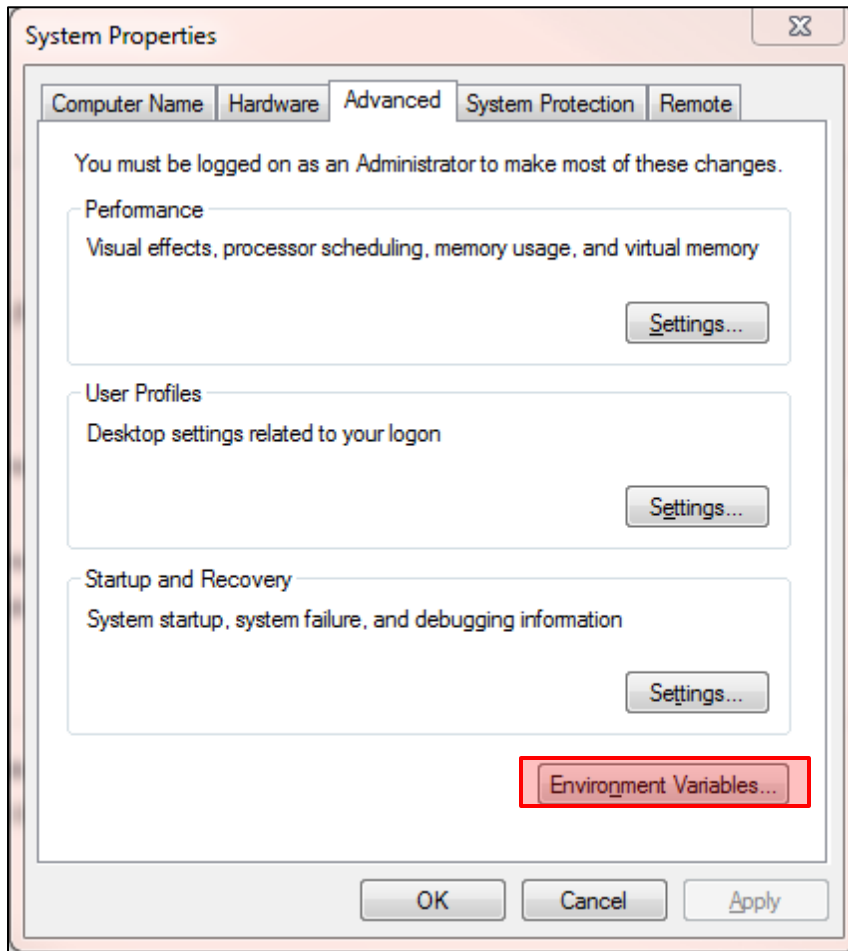 System Properties
Computer Name Hardware Advanced System Protection Remote
You must be logged on as an Administrator to make most of these changes.
Performance
Visual effects, processor scheduling, memory usage, and virtual memory
Settings...
User Profiles
Desktop settings related to your logon
Settings...
Startup and Recovery
System startup, system failure, and debugging information
Settings...
Environment Variables...
OK Cancel Apply